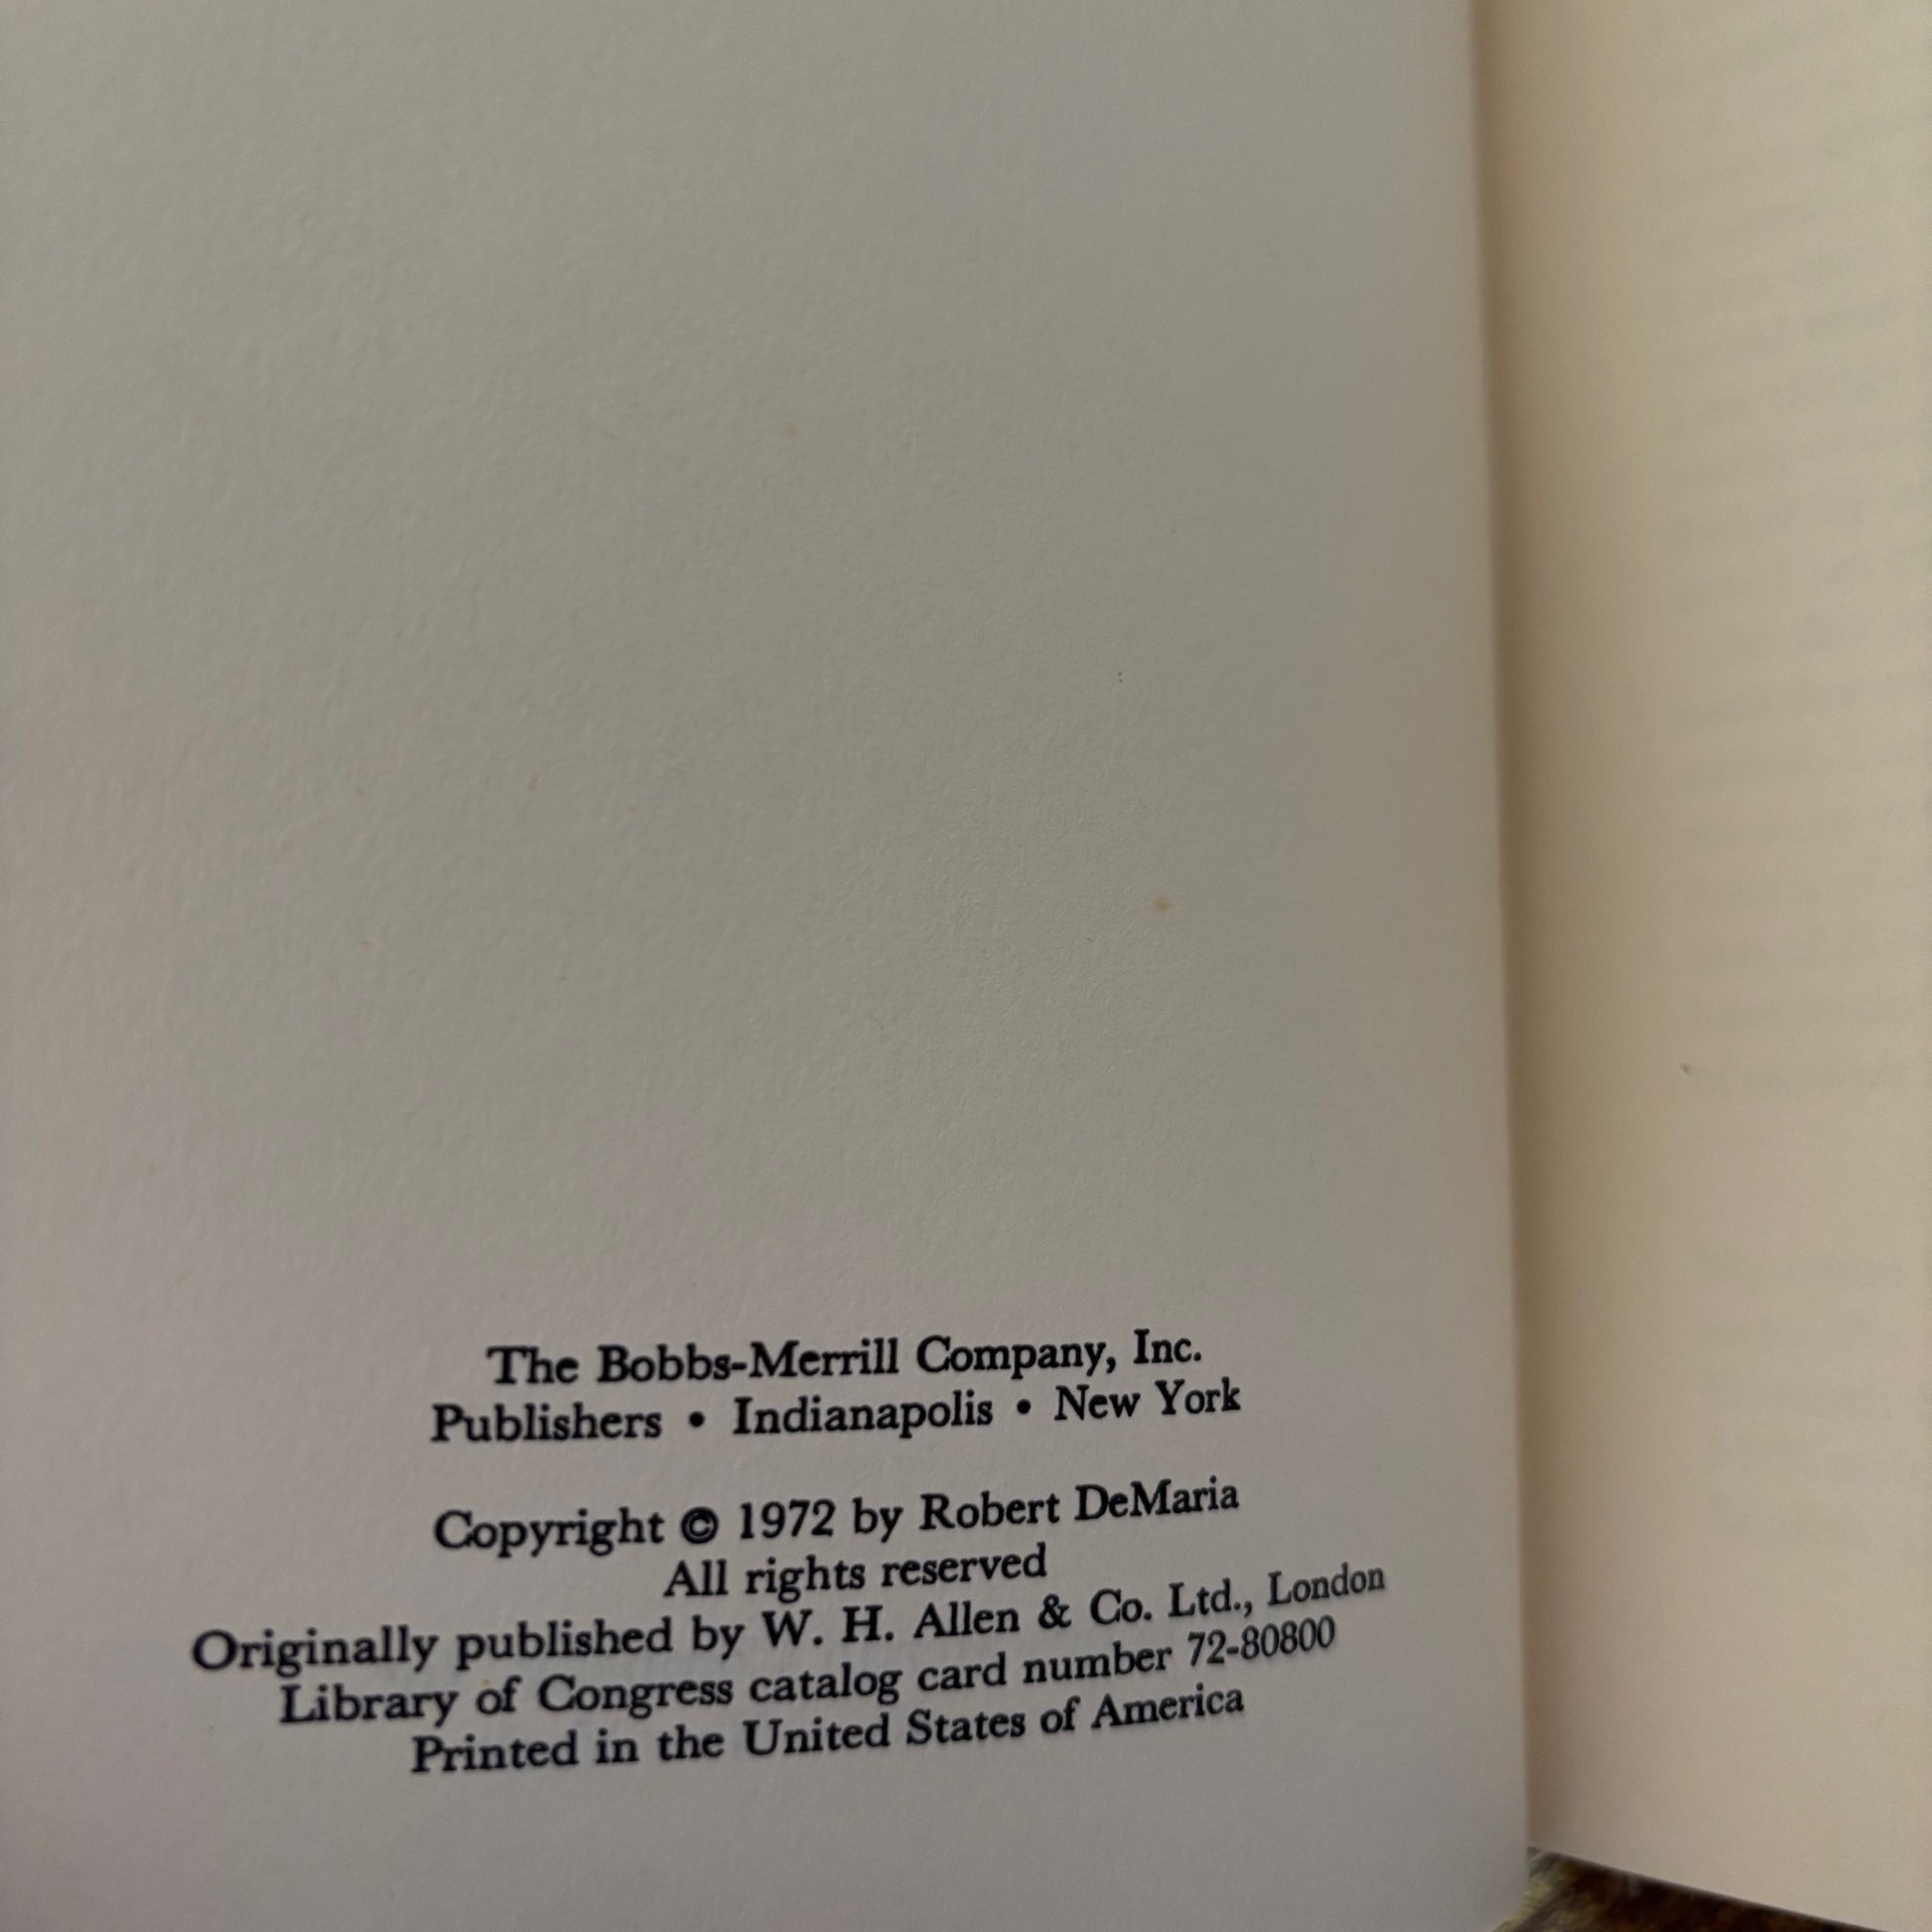 The Bobbs-Merrill Company, Inc.
Publishers • Indianapolis • New York
Copyright © 1972 by Robert DeMaria
All rights reserved
Originally published by W. H. Allen & Co. Ltd., London
Library of Congress catalog card number 72-80800
Printed in the United States of America